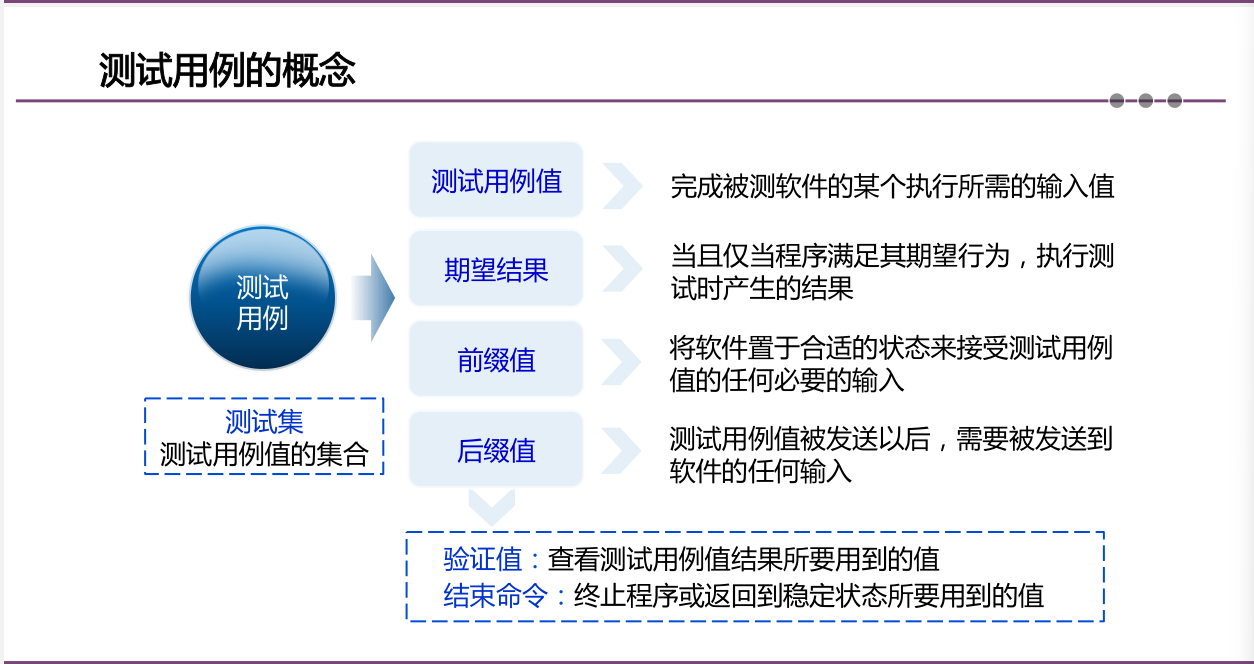 测试用例的概念
测试
用例
测试集
测试用例值的集合
测试用例值
完成被测软件的某个执行所需的输入值
期望结果
当且仅当程序满足其期望行为，执行测
试时产生的结果
前缀值
将软件置于合适的状态来接受测试用例
值的任何必要的输入
后缀值
测试用例值被发送以后，需要被发送到
软件的任何输入
验证值：查看测试用例值结果所要用到的值
结束命令：终止程序或返回到稳定状态所要用到的值